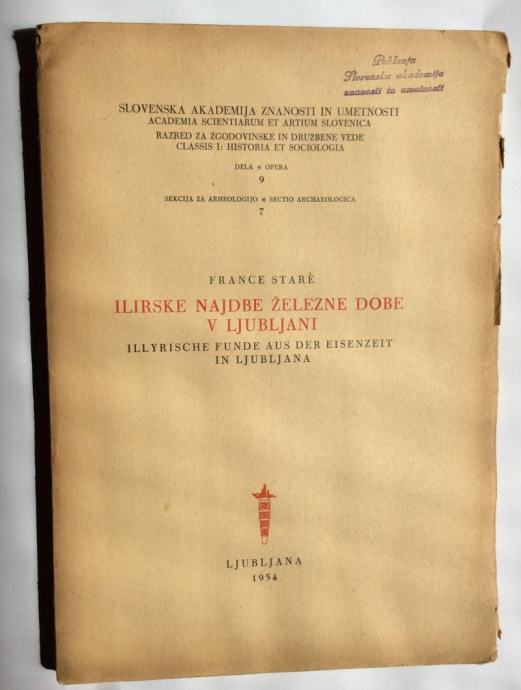 Poklanja
Slovenska akademija
znanosti in umetnosti
SLOVENSKA AKADEMIJA ZNANOSTI IN UMETNOSTI
ACADEMIA SCIENTIARUM ET ARTIUM SLOVENICA
RAZRED ZA ZGODOVINSKE IN DRUŽBENE VEDE
CLASSIS I: HISTORIA ET SOCIOLOGIA
DELA * OPERA
9
SEKCIJA ZA ARHEOLOGIJO * SECTIO ARCHAEOLOGICA
7
FRANCE STARÈ
ILIRSKE NAJDBE ŽELEZNE DOBE
V LJUBLJANI
ILLYRISCHE FUNDE AUS DER EISENZEIT
IN LJUBLJANA
LJUBLJANA
1954